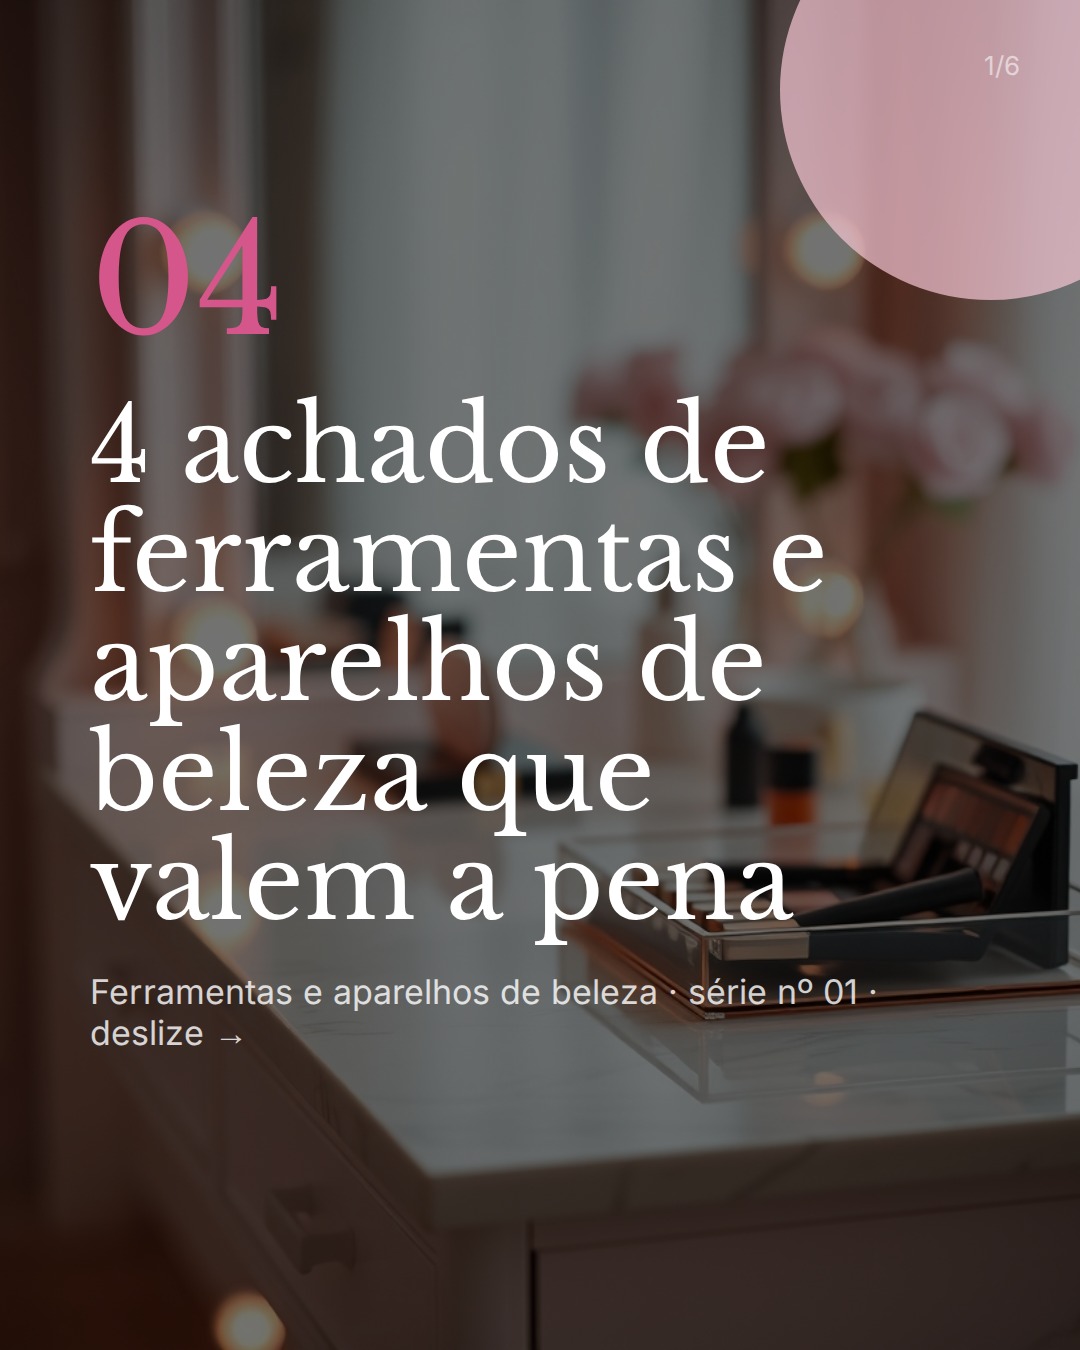 1/6
04
4 achados de
ferramentas e
aparelhos de
beleza que
valem a pena
Ferramentas e aparelhos de beleza · série nº 01 ·
deslize →